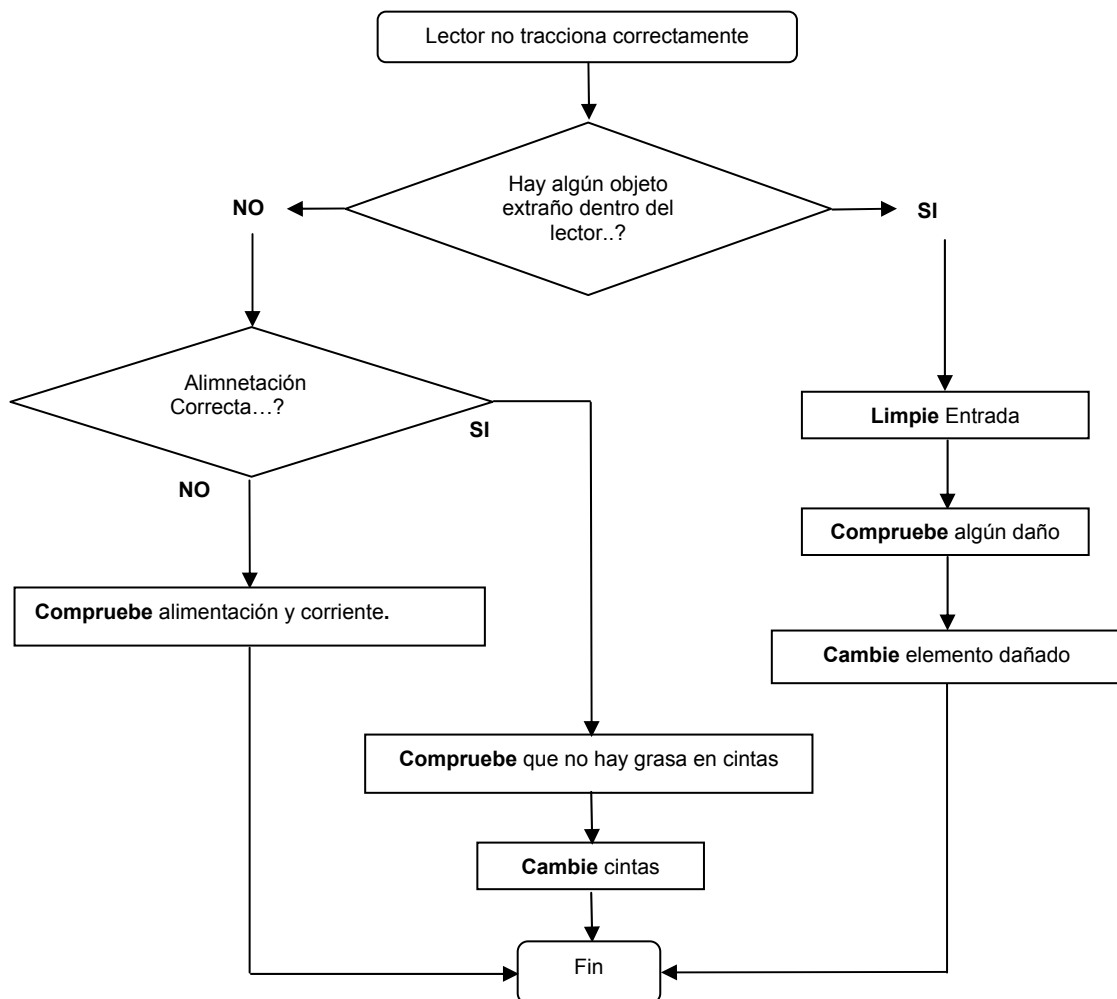 Lector no tracciona correctamente
Hay algún objeto
extraño dentro del
lector..?
NO
SI
Alimnetación
Correcta…?
SI
NO
Limpie Entrada
Compruebe algún daño
Compruebe alimentación y corriente.
Cambie elemento dañado
Compruebe que no hay grasa en cintas
Cambie cintas
Fin